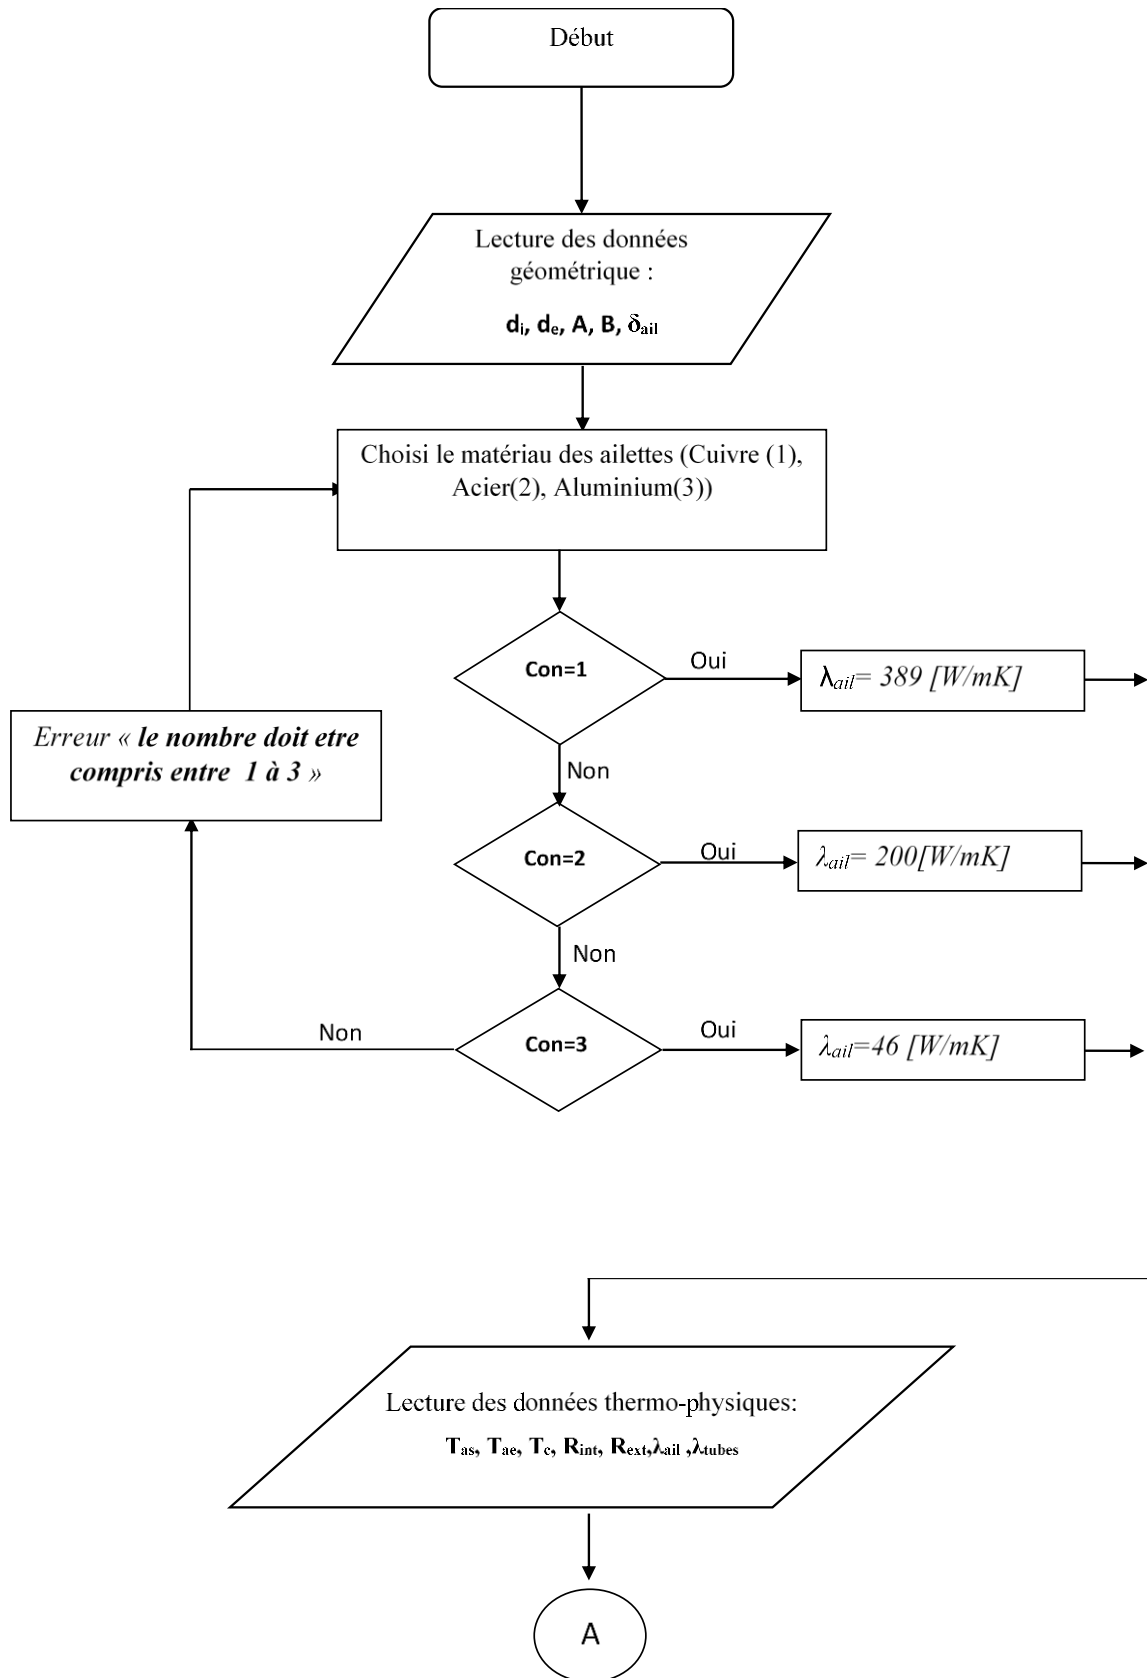 Début
Lecture des données
géométrique :
dᵢ, dₑ, A, B, δail
Choisi le matériau des ailettes (Cuivre (1),
Acier(2), Aluminium(3))
Con=1
Oui
λail= 389 [W/mK]
Erreur « le nombre doit etre
compris entre 1 à 3 »
Non
Con=2
Oui
λail= 200[W/mK]
Non
Non
Con=3
Oui
λail=46 [W/mK]
Lecture des données thermo-physiques:
Tas, Tae, Tc, Rint, Rext,λail ,λtubes
A